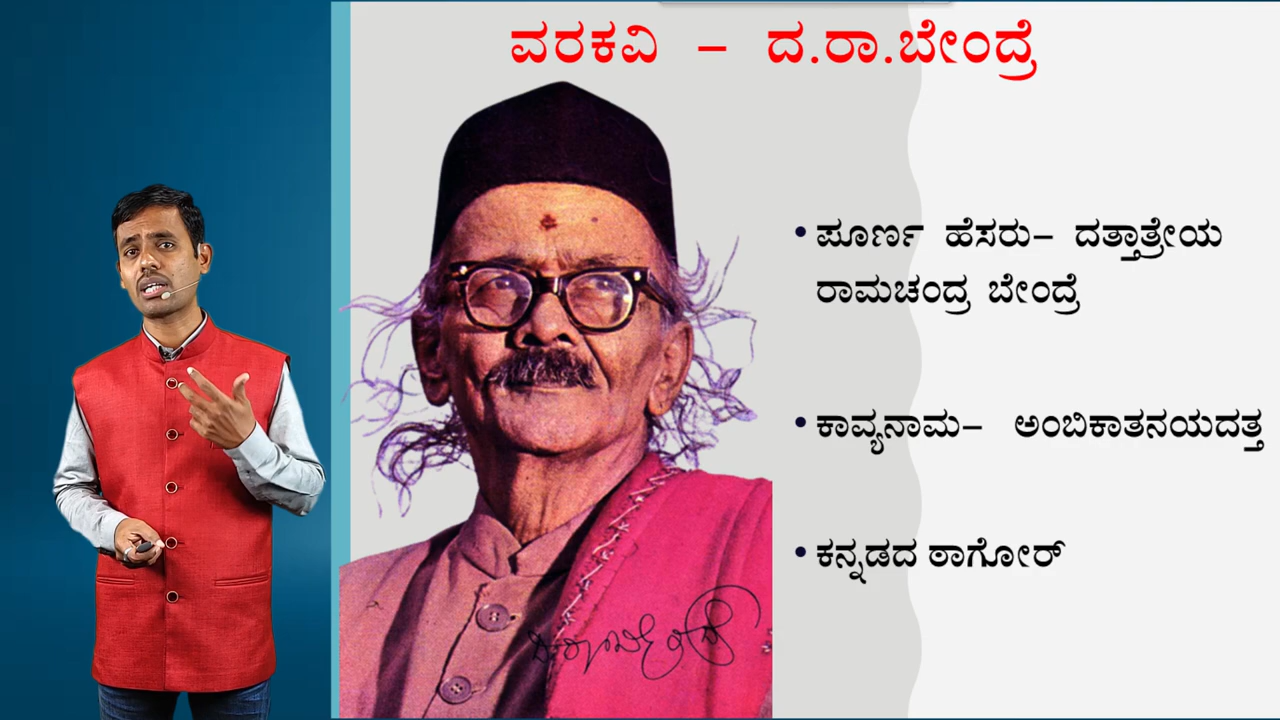 ವರಕವಿ – ದ.ರಾ.ಬೇಂದ್ರೆ
• ಪೂರ್ಣ ಹೆಸರು– ದತ್ತಾತ್ರೇಯ
ರಾಮಚಂದ್ರ ಬೇಂದ್ರೆ
• ಕಾವ್ಯನಾಮ– ಅಂಬಿಕಾತನಯದತ್ತ
• ಕನ್ನಡದ ಠಾಗೋರ್